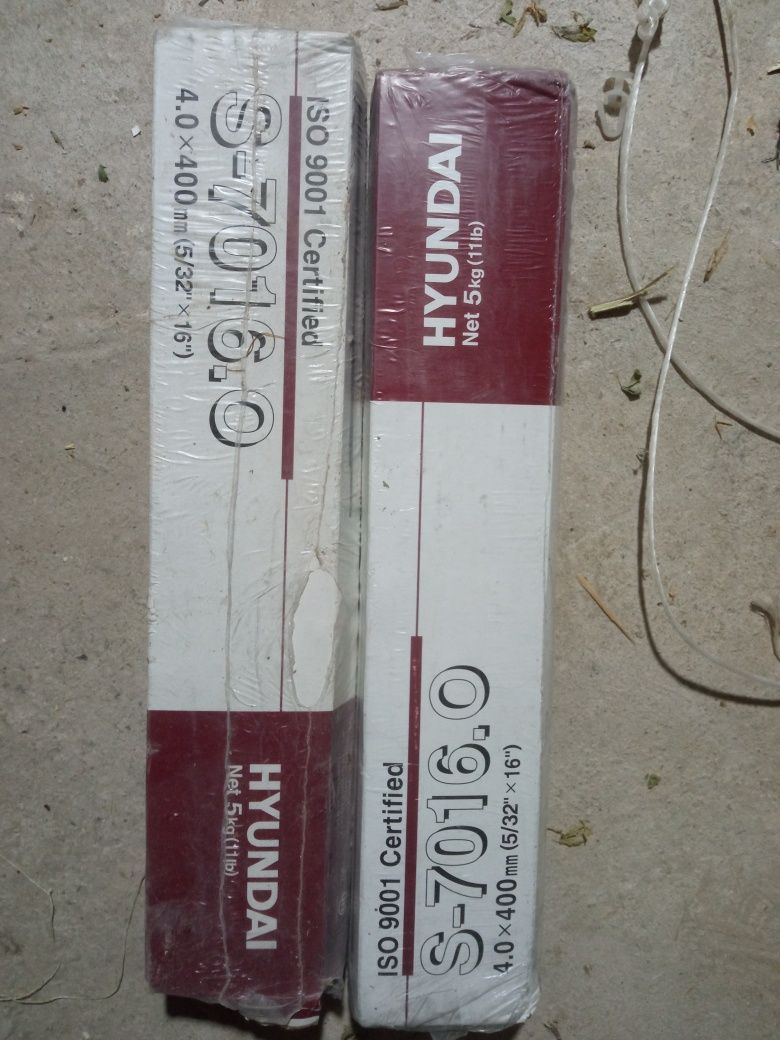 ISO 9001 Certified
S-7016.O
4.0×400mm (5/32"×16")
HYUNDAI
Net 5kg (11lb)
HYUNDAI
Net 5kg (11lb)
ISO 9001 Certified
S-7016.O
4.0×400mm (5/32"×16")